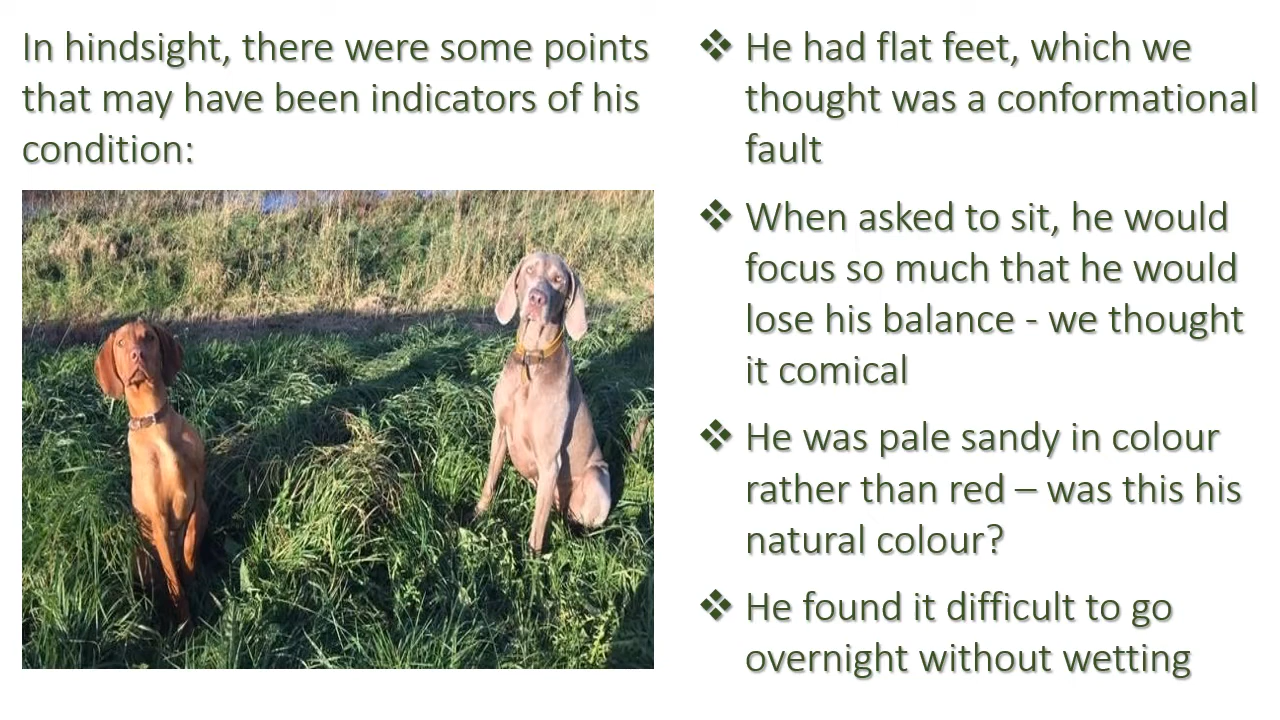 In hindsight, there were some points
that may have been indicators of his
condition:
❖ He had flat feet, which we
thought was a conformational
fault
❖ When asked to sit, he would
focus so much that he would
lose his balance - we thought
it comical
❖ He was pale sandy in colour
rather than red – was this his
natural colour?
❖ He found it difficult to go
overnight without wetting